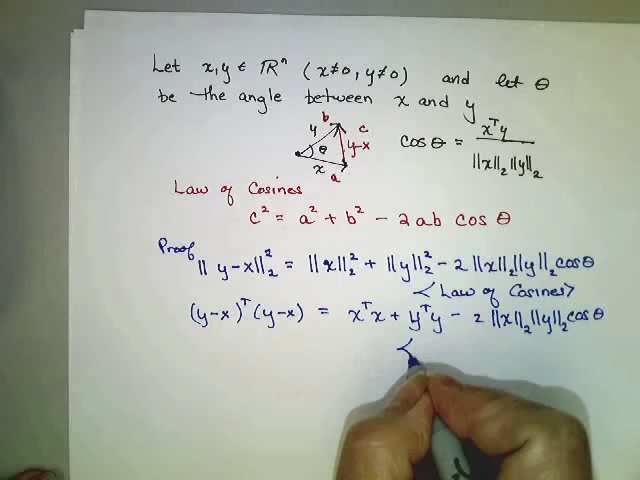 Let x, y ∈ ℝⁿ (x≠0, y≠0) and let θ
be the angle between x and y
b
y c
θ y-x
x
a
cos θ = xᵀy / ||x||₂ ||y||₂
Law of Cosines
c² = a² + b² - 2ab cos θ
Proof
|| y-x ||₂² = ||x||₂² + ||y||₂² - 2 ||x||₂ ||y||₂ cos θ
<Law of Cosines>
(y-x)ᵀ (y-x) = xᵀx + yᵀy - 2 ||x||₂ ||y||₂ cos θ
<